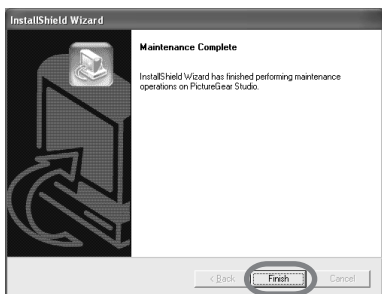 InstallShield Wizard
Maintenance Complete
InstallShield Wizard has finished performing maintenance
operations on PictureGear Studio.
< Back
Finish
Cancel